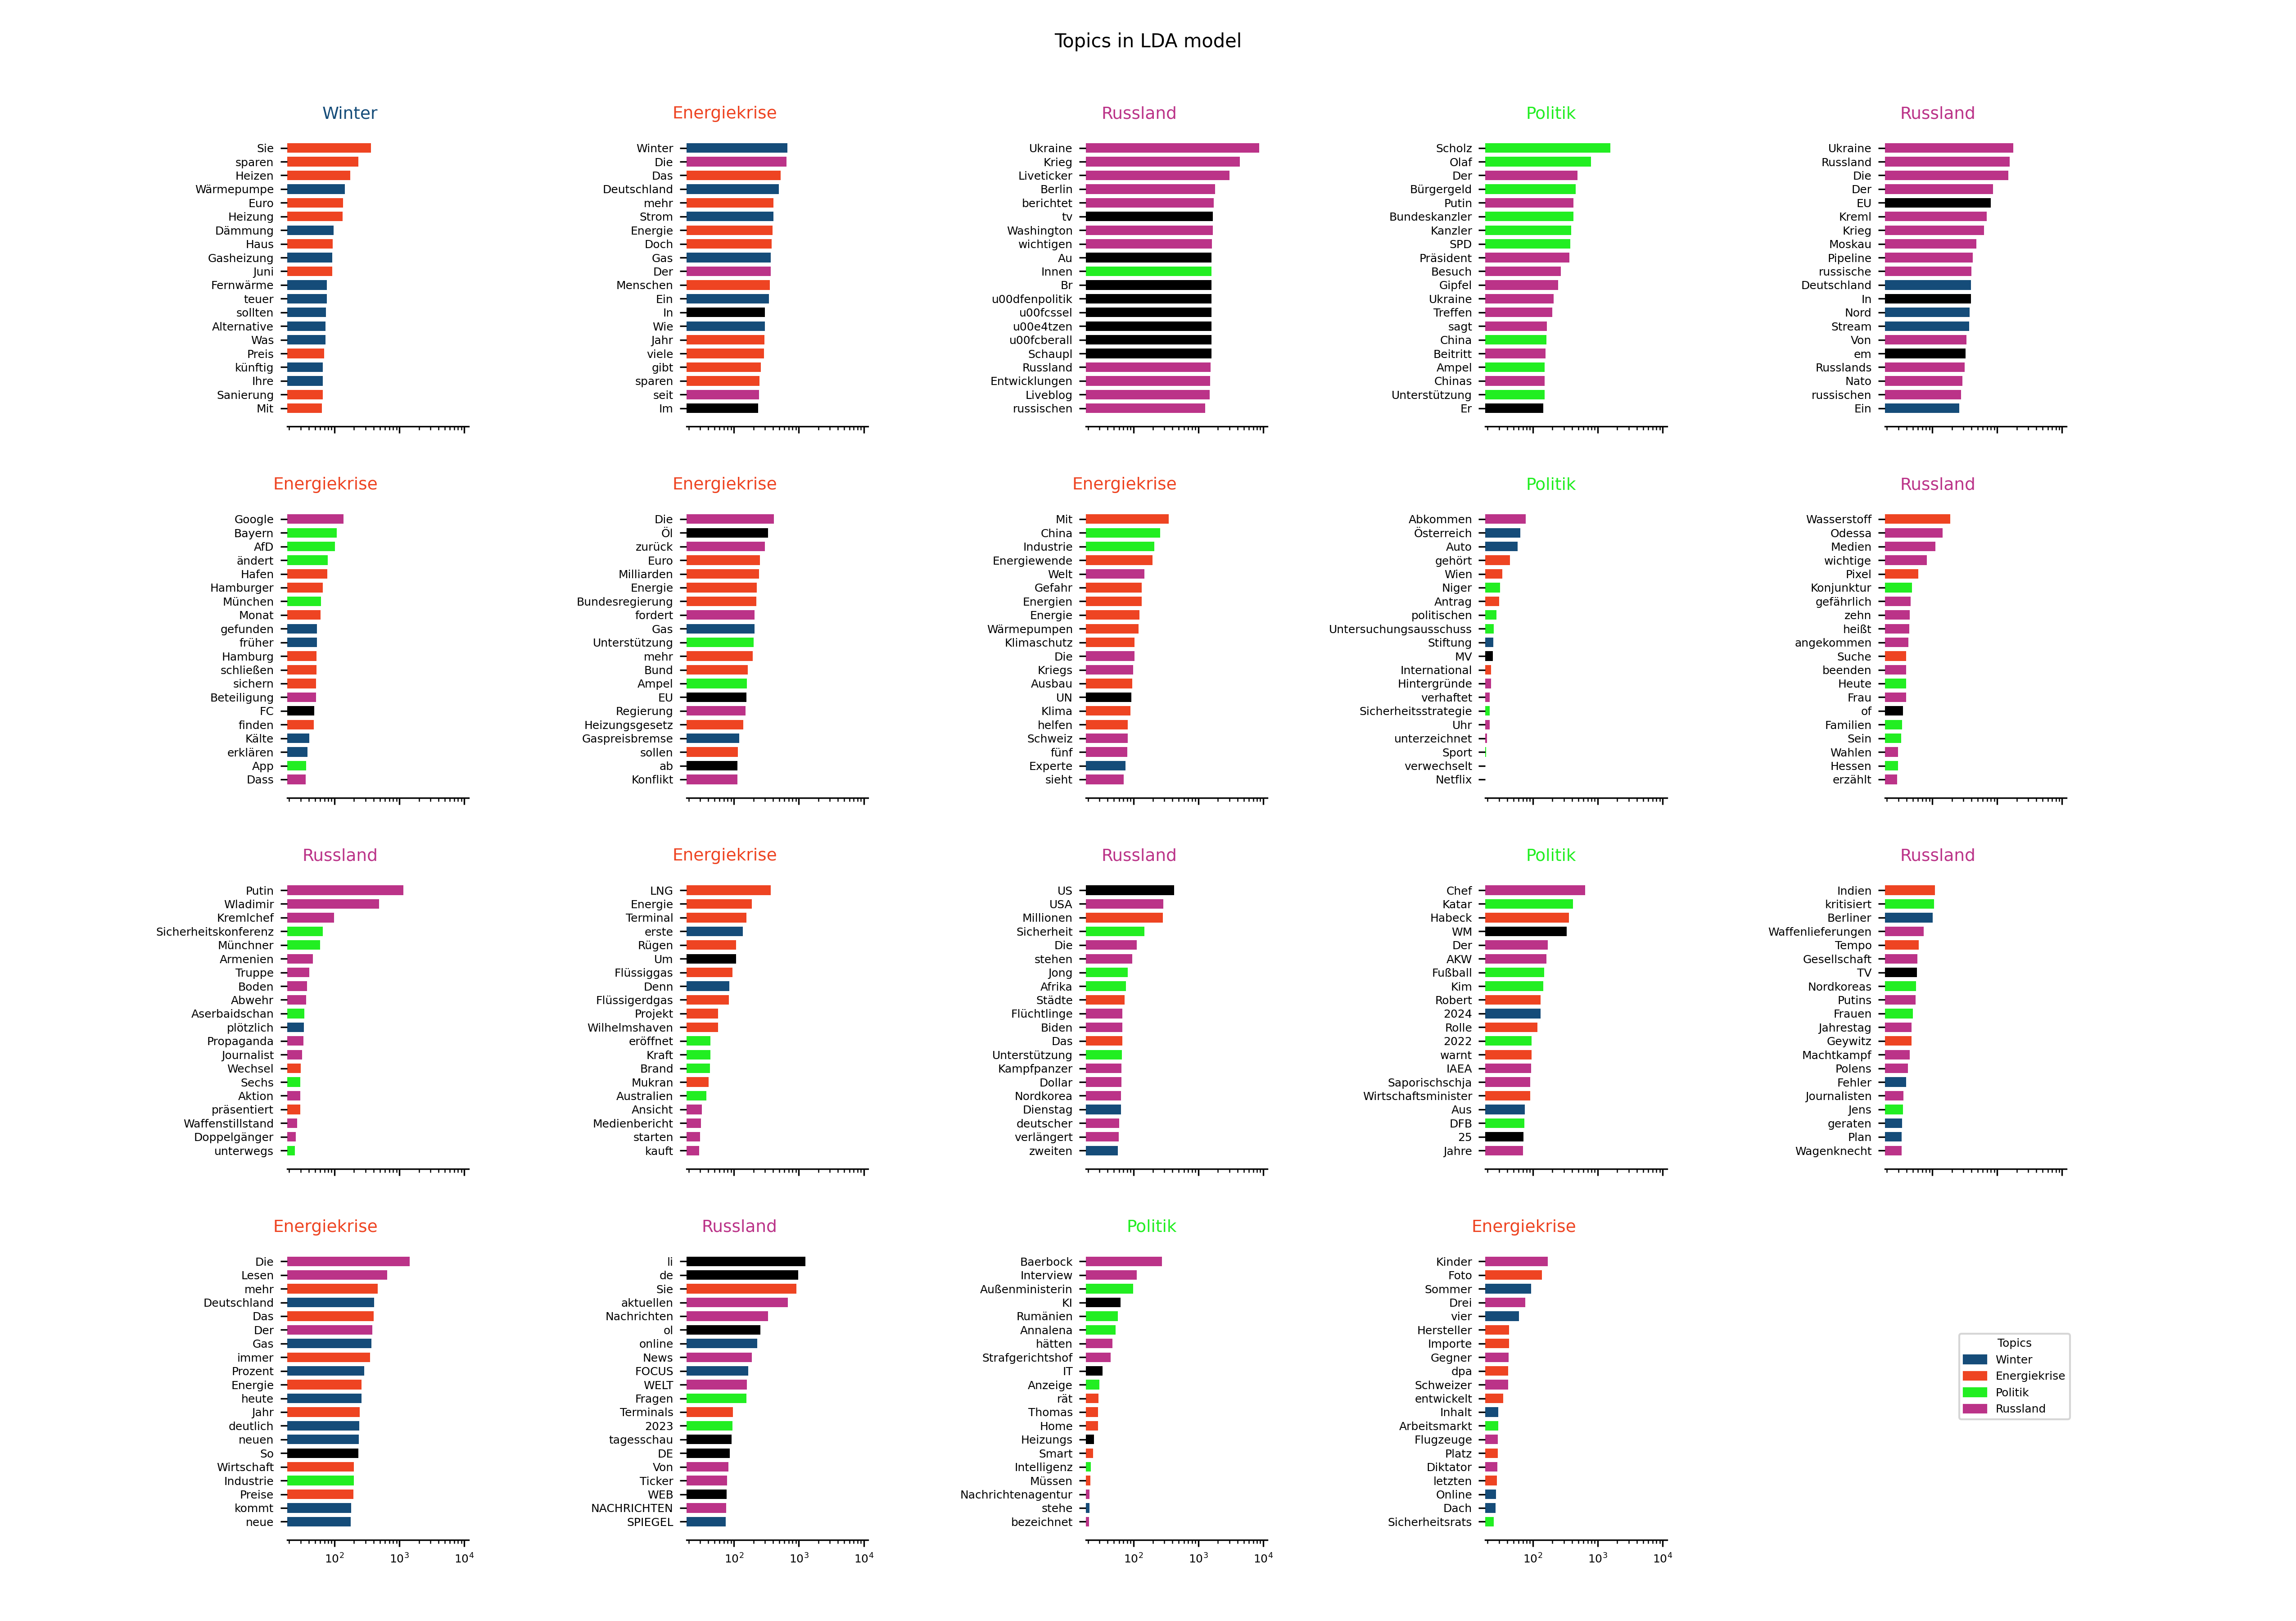 Topics in LDA model
Winter
Sie
sparen
Heizen
Wärmepumpe
Euro
Heizung
Dämmung
Haus
Gasheizung
Juni
Fernwärme
teuer
sollten
Alternative
Was
Preis
künftig
Ihre
Sanierung
Mit
Energiekrise
Winter
Die
Das
Deutschland
mehr
Strom
Energie
Doch
Gas
Der
Menschen
Ein
In
Wie
Jahr
viele
gibt
sparen
seit
Im
Russland
Ukraine
Krieg
Liveticker
Berlin
berichtet
tv
Washington
wichtigen
Au
Innen
Br
u00dfenpolitik
u00fcssel
u00e4tzen
u00fcberall
Schaupl
Russland
Entwicklungen
Liveblog
russischen
Politik
Scholz
Olaf
Der
Bürgergeld
Putin
Bundeskanzler
Kanzler
SPD
Präsident
Besuch
Gipfel
Ukraine
Treffen
sagt
China
Beitritt
Ampel
Chinas
Unterstützung
Er
Russland
Ukraine
Russland
Die
Der
EU
Kreml
Krieg
Moskau
Pipeline
russische
Deutschland
In
Nord
Stream
Von
em
Russlands
Nato
russischen
Ein
Energiekrise
Google
Bayern
AfD
ändert
Hafen
Hamburger
München
Monat
gefunden
früher
Hamburg
schließen
sichern
Beteiligung
FC
finden
Kälte
erklären
App
Dass
Energiekrise
Die
Öl
zurück
Euro
Milliarden
Energie
Bundesregierung
fordert
Gas
Unterstützung
mehr
Bund
Ampel
EU
Regierung
Heizungsgesetz
Gaspreisbremse
sollen
ab
Konflikt
Energiekrise
Mit
China
Industrie
Energiewende
Welt
Gefahr
Energien
Energie
Wärmepumpen
Klimaschutz
Die
Kriegs
Ausbau
UN
Klima
helfen
Schweiz
fünf
Experte
sieht
Politik
Abkommen
Österreich
Auto
gehört
Wien
Niger
Antrag
politischen
Untersuchungsausschuss
Stiftung
MV
International
Hintergründe
verhaftet
Sicherheitsstrategie
Uhr
unterzeichnet
Sport
verwechselt
Netflix
Russland
Wasserstoff
Odessa
Medien
wichtige
Pixel
Konjunktur
gefährlich
zehn
heißt
angekommen
Suche
beenden
Heute
Frau
of
Familien
Sein
Wahlen
Hessen
erzählt
Russland
Putin
Wladimir
Kremlchef
Sicherheitskonferenz
Münchner
Armenien
Truppe
Boden
Abwehr
Aserbaidschan
plötzlich
Propaganda
Journalist
Wechsel
Sechs
Aktion
präsentiert
Waffenstillstand
Doppelgänger
unterwegs
Energiekrise
LNG
Energie
Terminal
erste
Rügen
Um
Flüssiggas
Denn
Flüssigerdgas
Projekt
Wilhelmshaven
eröffnet
Kraft
Brand
Mukran
Australien
Ansicht
Medienbericht
starten
kauft
Russland
US
USA
Millionen
Sicherheit
Die
stehen
Jong
Afrika
Städte
Flüchtlinge
Biden
Das
Unterstützung
Kampfpanzer
Dollar
Nordkorea
Dienstag
deutscher
verlängert
zweiten
Politik
Chef
Katar
Habeck
WM
Der
AKW
Fußball
Kim
Robert
2024
Rolle
2022
warnt
IAEA
Saporischschja
Wirtschaftsminister
Aus
DFB
25
Jahre
Russland
Indien
kritisiert
Berliner
Waffenlieferungen
Tempo
Gesellschaft
TV
Nordkoreas
Putins
Frauen
Jahrestag
Geywitz
Machtkampf
Polens
Fehler
Journalisten
Jens
geraten
Plan
Wagenknecht
Energiekrise
Die
Lesen
mehr
Deutschland
Das
Der
Gas
immer
Prozent
Energie
heute
Jahr
deutlich
neuen
So
Wirtschaft
Industrie
Preise
kommt
neue
10² 10³ 10⁴
Russland
li
de
Sie
aktuellen
Nachrichten
ol
online
News
FOCUS
WELT
Fragen
Terminals
2023
tagesschau
DE
Von
Ticker
WEB
NACHRICHTEN
SPIEGEL
10² 10³ 10⁴
Politik
Baerbock
Interview
Außenministerin
KI
Rumänien
Annalena
hätten
Strafgerichtshof
IT
Anzeige
rät
Thomas
Home
Heizungs
Smart
Intelligenz
Müssen
Nachrichtenagentur
stehe
bezeichnet
10² 10³ 10⁴
Energiekrise
Kinder
Foto
Sommer
Drei
vier
Hersteller
Importe
Gegner
dpa
Schweizer
entwickelt
Inhalt
Arbeitsmarkt
Flugzeuge
Platz
Diktator
letzten
Online
Dach
Sicherheitsrats
10² 10³ 10⁴
Topics
Winter
Energiekrise
Politik
Russland